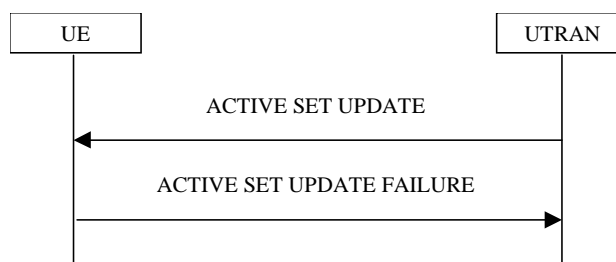 UE
UTRAN
ACTIVE SET UPDATE
ACTIVE SET UPDATE FAILURE